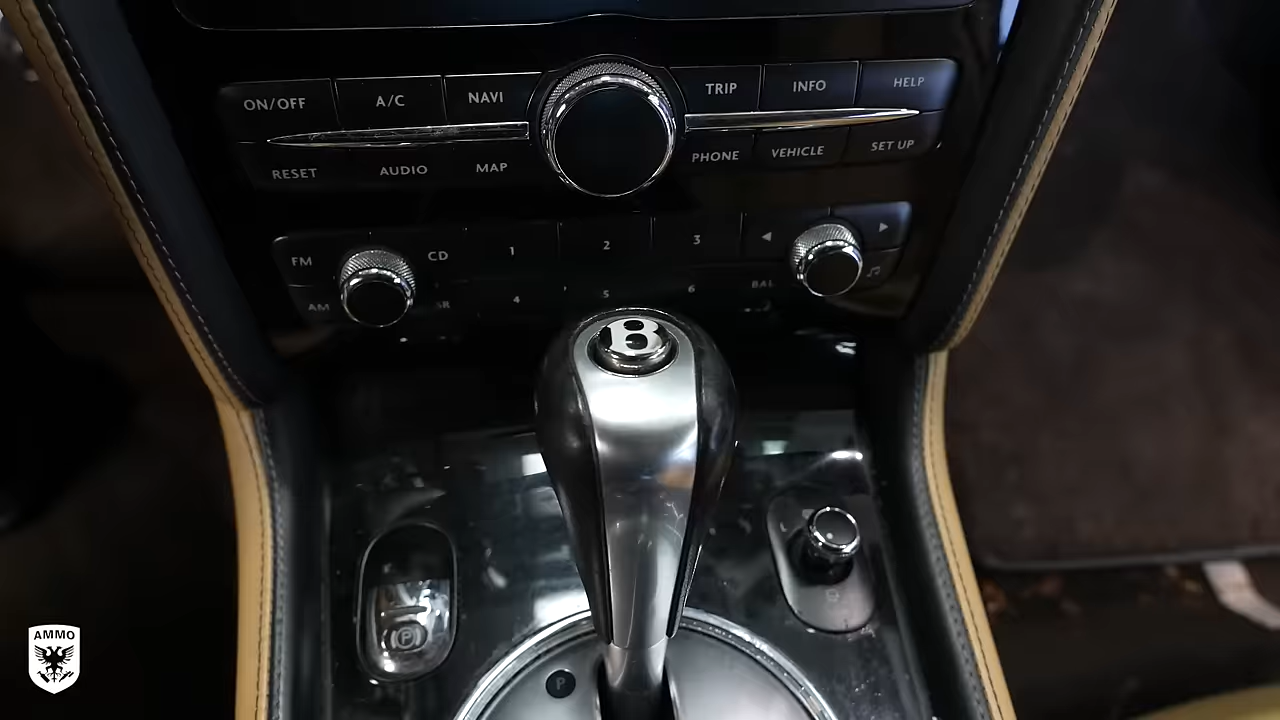 ON/OFF A/C NAVI TRIP INFO HELP
RESET AUDIO MAP PHONE VEHICLE SET UP
FM CD 1 2 3
AM 4 5 6 BAL
B
P
P
AMMO